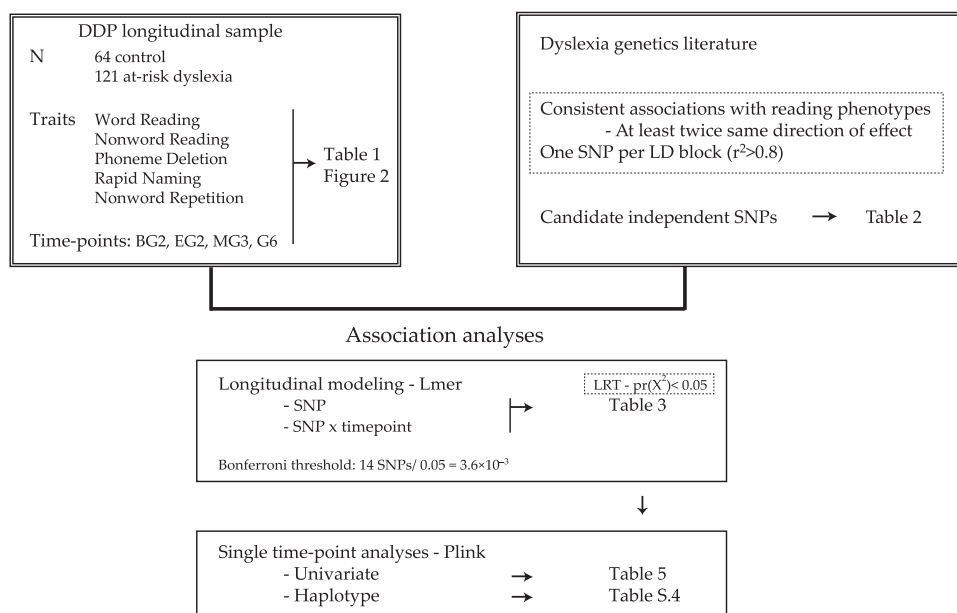 DDP longitudinal sample
N 64 control
121 at-risk dyslexia
Traits Word Reading
Nonword Reading
Phoneme Deletion
Rapid Naming
Nonword Repetition
→ Table 1
Figure 2
Time-points: BG2, EG2, MG3, G6
Dyslexia genetics literature
Consistent associations with reading phenotypes
- At least twice same direction of effect
One SNP per LD block (r²>0.8)
Candidate independent SNPs → Table 2
Association analyses
Longitudinal modeling - Lmer
- SNP
- SNP x timepoint
LRT - pr(X²)< 0.05
→ Table 3
Bonferroni threshold: 14 SNPs/ 0.05 = 3.6×10⁻³
↓
Single time-point analyses - Plink
- Univariate → Table 5
- Haplotype → Table S.4